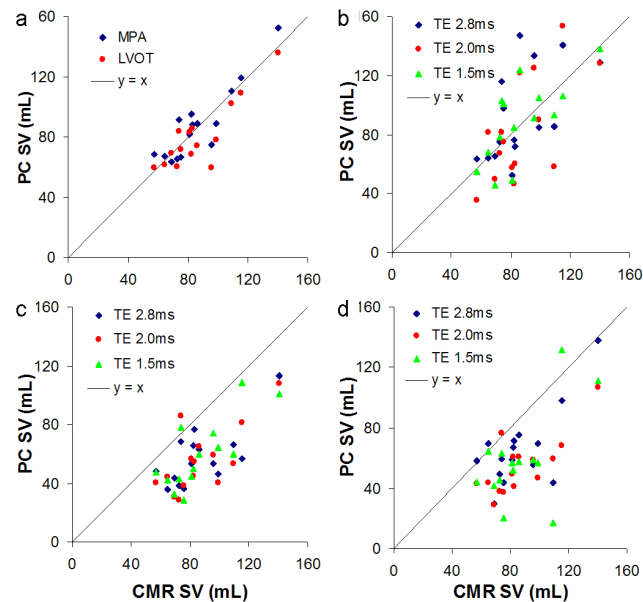 a
160
120
80
40
0
PC SV (mL)
MPA
LVOT
y = x
0 40 80 120 160
b
160
120
80
40
0
PC SV (mL)
TE 2.8ms
TE 2.0ms
TE 1.5ms
y = x
0 40 80 120 160
c
160
120
80
40
0
PC SV (mL)
TE 2.8ms
TE 2.0ms
TE 1.5ms
y = x
0 40 80 120 160
CMR SV (mL)
d
160
120
80
40
0
PC SV (mL)
TE 2.8ms
TE 2.0ms
TE 1.5ms
y = x
0 40 80 120 160
CMR SV (mL)